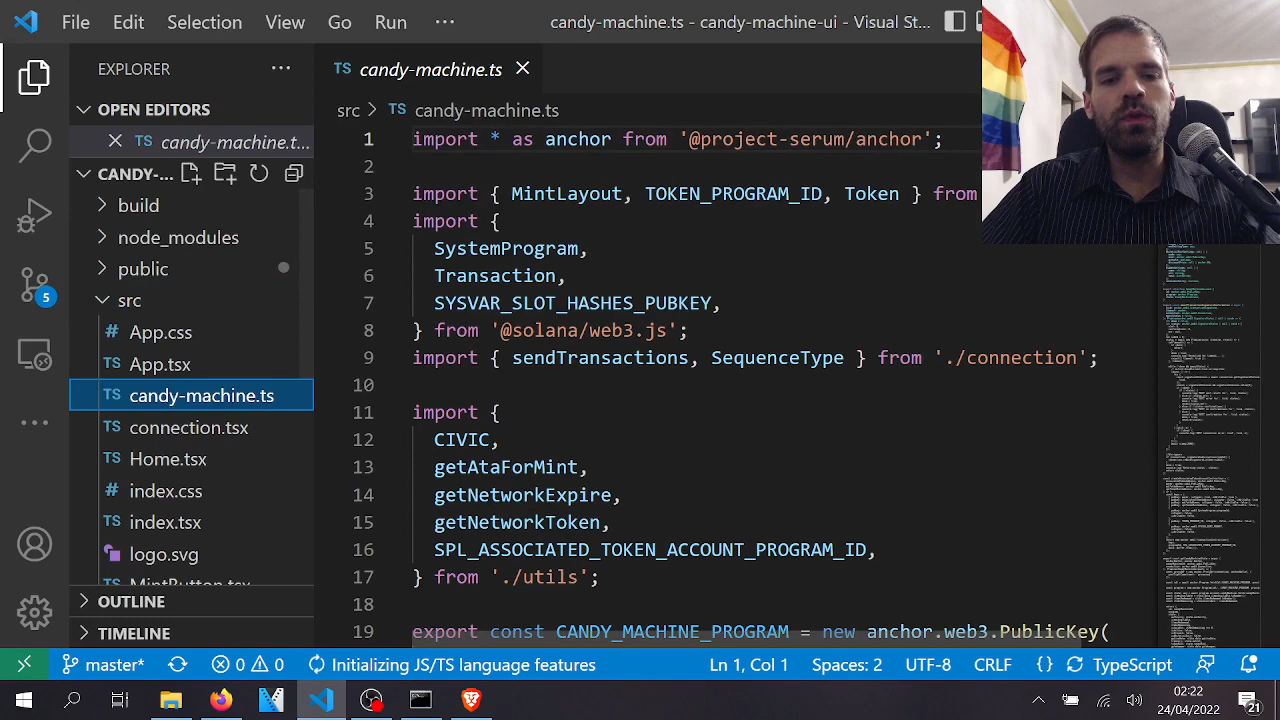 File Edit Selection View Go Run ··· candy-machine.ts - candy-machine-ui - Visual St...
EXPLORER ···
OPEN EDITORS
TS candy-machine.t...
CANDY-...
build
node_modules
public
src
TS App.css
TS App.tsx
TS candy-machine.ts
TS connection.tsx
TS Home.tsx
TS index.css
TS index.tsx
logo.svg
TS MintButton.tsx
OUTLINE
TIMELINE
5
TS candy-machine.ts
src > TS candy-machine.ts
1 import * as anchor from '@project-serum/anchor';
2
3 import { MintLayout, TOKEN_PROGRAM_ID, Token } from
4 import {
5 SystemProgram,
6 Transaction,
7 SYSVAR_SLOT_HASHES_PUBKEY,
8 } from '@solana/web3.js';
9 import { sendTransactions, SequenceType } from './connection';
10
11 import {
12 CIVIC,
13 getAtaForMint,
14 getNetworkExpire,
15 getNetworkToken,
16 SPL_ASSOCIATED_TOKEN_ACCOUNT_PROGRAM_ID,
17 } from './utils';
18
export const CANDY_MACHINE_PROGRAM = new anchor.web3.PublicKey(
master* 0 0 Initializing JS/TS language features Ln 1, Col 1 Spaces: 2 UTF-8 CRLF {} TypeScript
02:22
24/04/2022
21